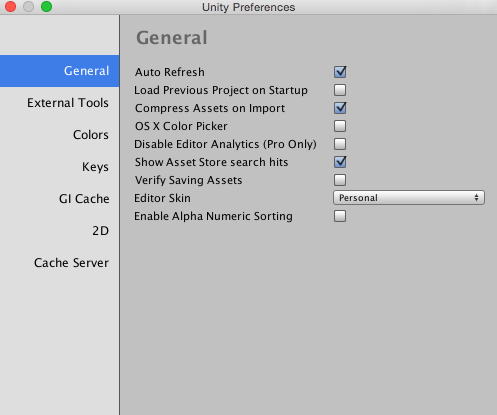 Unity Preferences
General
External Tools
Colors
Keys
GI Cache
2D
Cache Server
General
Auto Refresh
Load Previous Project on Startup
Compress Assets on Import
OS X Color Picker
Disable Editor Analytics (Pro Only)
Show Asset Store search hits
Verify Saving Assets
Editor Skin Personal
Enable Alpha Numeric Sorting